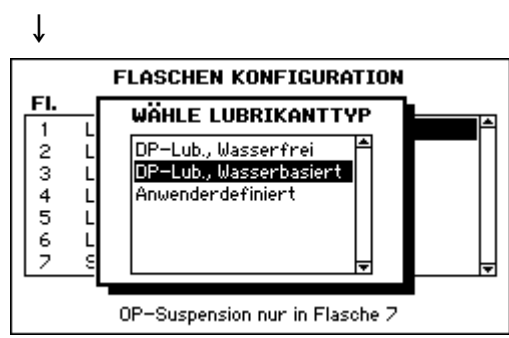 FLASCHEN KONFIGURATION
Fl.
WÄHLE LUBRIKANTTYP
1 L
2 L
3 L
4 L
5 L
6 L
7 S
DP-Lub., Wasserfrei
DP-Lub., Wasserbasiert
Anwenderdefiniert
OP-Suspension nur in Flasche 7